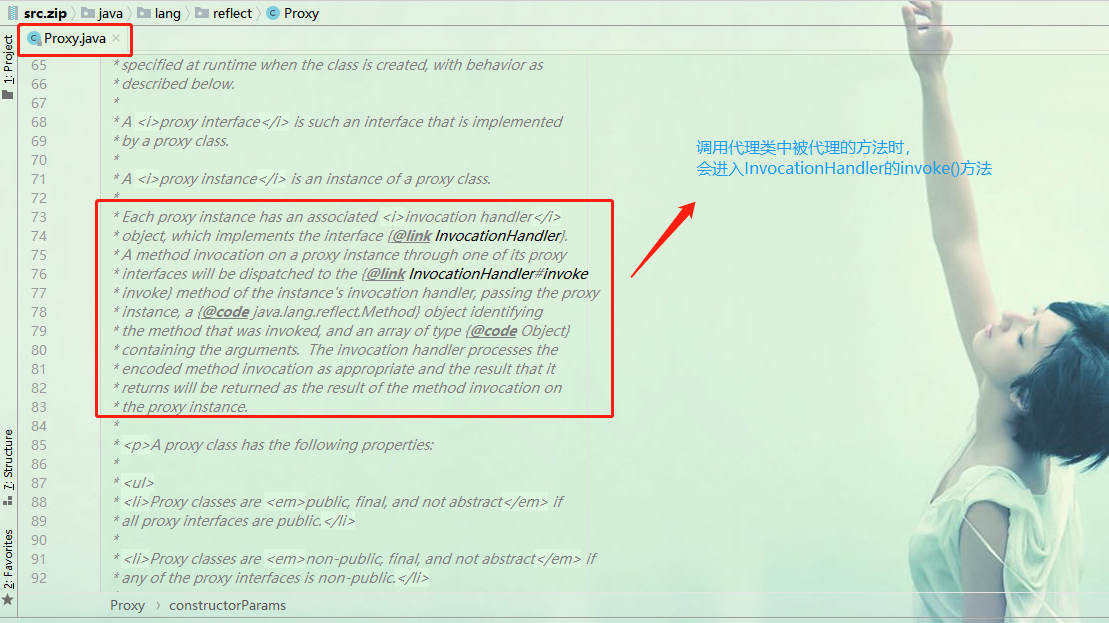 src.zip java lang reflect Proxy
Proxy.java
1: Project
7: Structure
2: Favorites
65 * specified at runtime when the class is created, with behavior as
66 * described below.
67 *
68 * A <i>proxy interface</i> is such an interface that is implemented
69 * by a proxy class.
70 *
71 * A <i>proxy instance</i> is an instance of a proxy class.
72 *
73 * Each proxy instance has an associated <i>invocation handler</i>
74 * object, which implements the interface {@link InvocationHandler}.
75 * A method invocation on a proxy instance through one of its proxy
76 * interfaces will be dispatched to the {@link InvocationHandler#invoke
77 * invoke} method of the instance's invocation handler, passing the proxy
78 * instance, a {@code java.lang.reflect.Method} object identifying
79 * the method that was invoked, and an array of type {@code Object}
80 * containing the arguments.  The invocation handler processes the
81 * encoded method invocation as appropriate and the result that it
82 * returns will be returned as the result of the method invocation on
83 * the proxy instance.
84 *
85 * <p>A proxy class has the following properties:
86 *
87 * <ul>
88 * <li>Proxy classes are <em>public, final, and not abstract</em> if
89 * all proxy interfaces are public.</li>
90 *
91 * <li>Proxy classes are <em>non-public, final, and not abstract</em> if
92 * any of the proxy interfaces is non-public.</li>
调用代理类中被代理的方法时，
会进入InvocationHandler的invoke()方法
Proxy › constructorParams